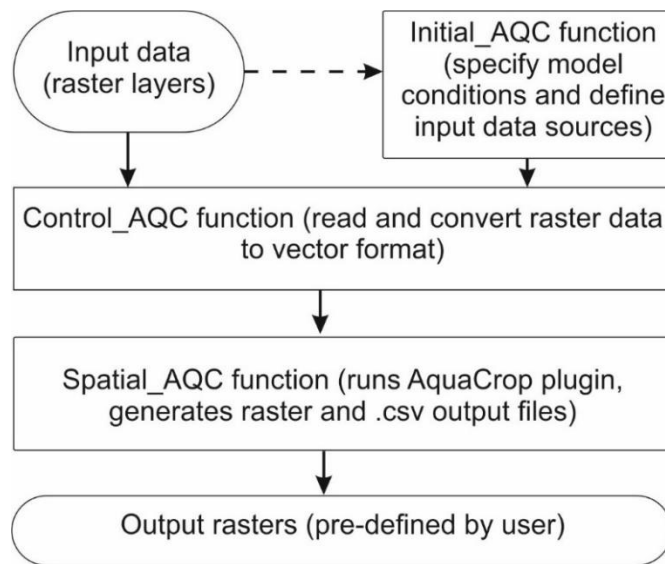 Input data
(raster layers)
Initial_AQC function
(specify model
conditions and define
input data sources)
Control_AQC function (read and convert raster data
to vector format)
Spatial_AQC function (runs AquaCrop plugin,
generates raster and .csv output files)
Output rasters (pre-defined by user)